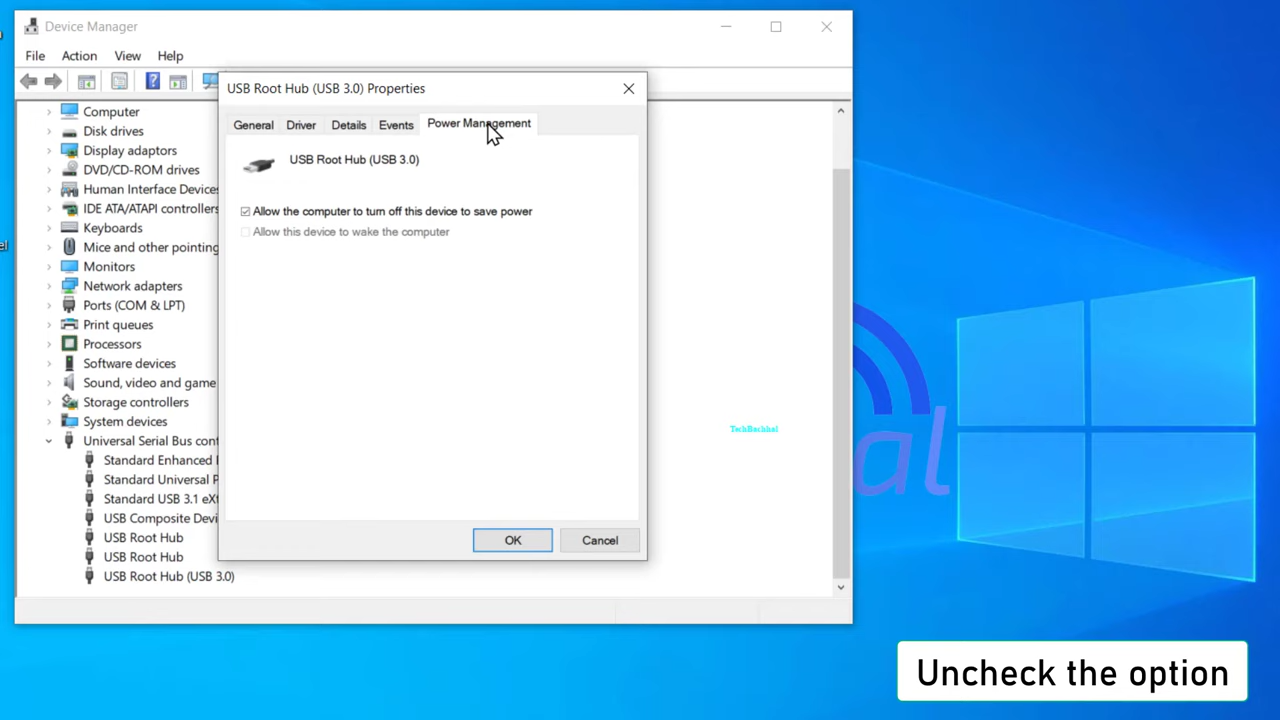 Device Manager
File Action View Help
USB Root Hub (USB 3.0) Properties
General Driver Details Events Power Management
USB Root Hub (USB 3.0)
Allow the computer to turn off this device to save power
Allow this device to wake the computer
OK Cancel
Computer
Disk drives
Display adaptors
DVD/CD-ROM drives
Human Interface Devices
IDE ATA/ATAPI controllers
Keyboards
Mice and other pointing
Monitors
Network adapters
Ports (COM & LPT)
Print queues
Processors
Software devices
Sound, video and game
Storage controllers
System devices
Universal Serial Bus cont
Standard Enhanced
Standard Universal P
Standard USB 3.1 eXt
USB Composite Devi
USB Root Hub
USB Root Hub
USB Root Hub (USB 3.0)
al
Uncheck the option